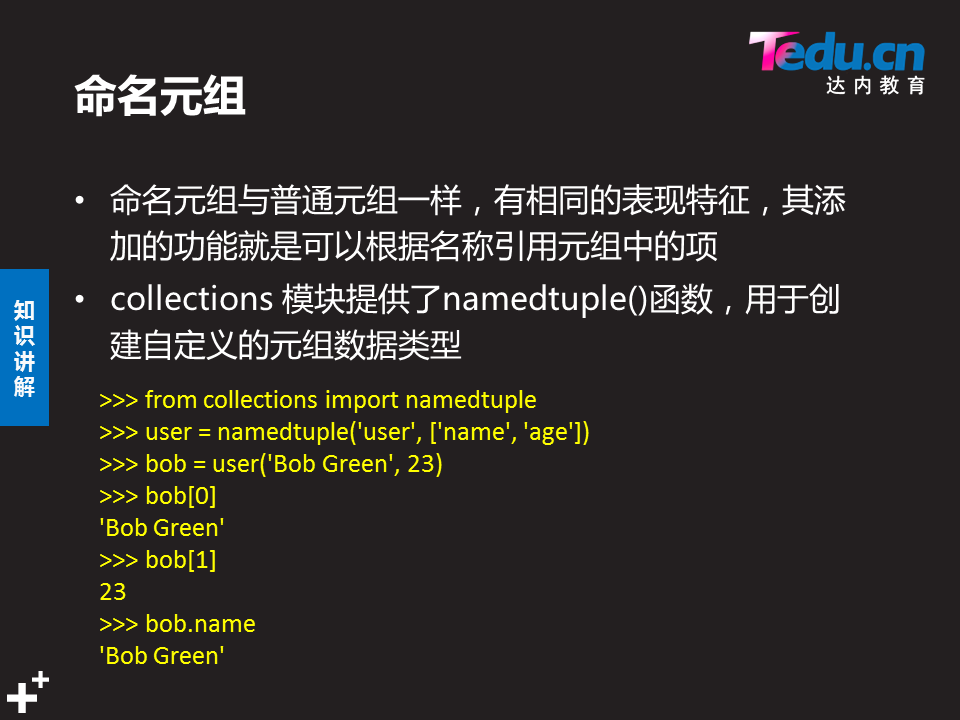 Tedu.cn
达内教育
命名元组
• 命名元组与普通元组一样，有相同的表现特征，其添
加的功能就是可以根据名称引用元组中的项
• collections 模块提供了namedtuple()函数，用于创
建自定义的元组数据类型
知
识
讲
解
>>> from collections import namedtuple
>>> user = namedtuple('user', ['name', 'age'])
>>> bob = user('Bob Green', 23)
>>> bob[0]
'Bob Green'
>>> bob[1]
23
>>> bob.name
'Bob Green'